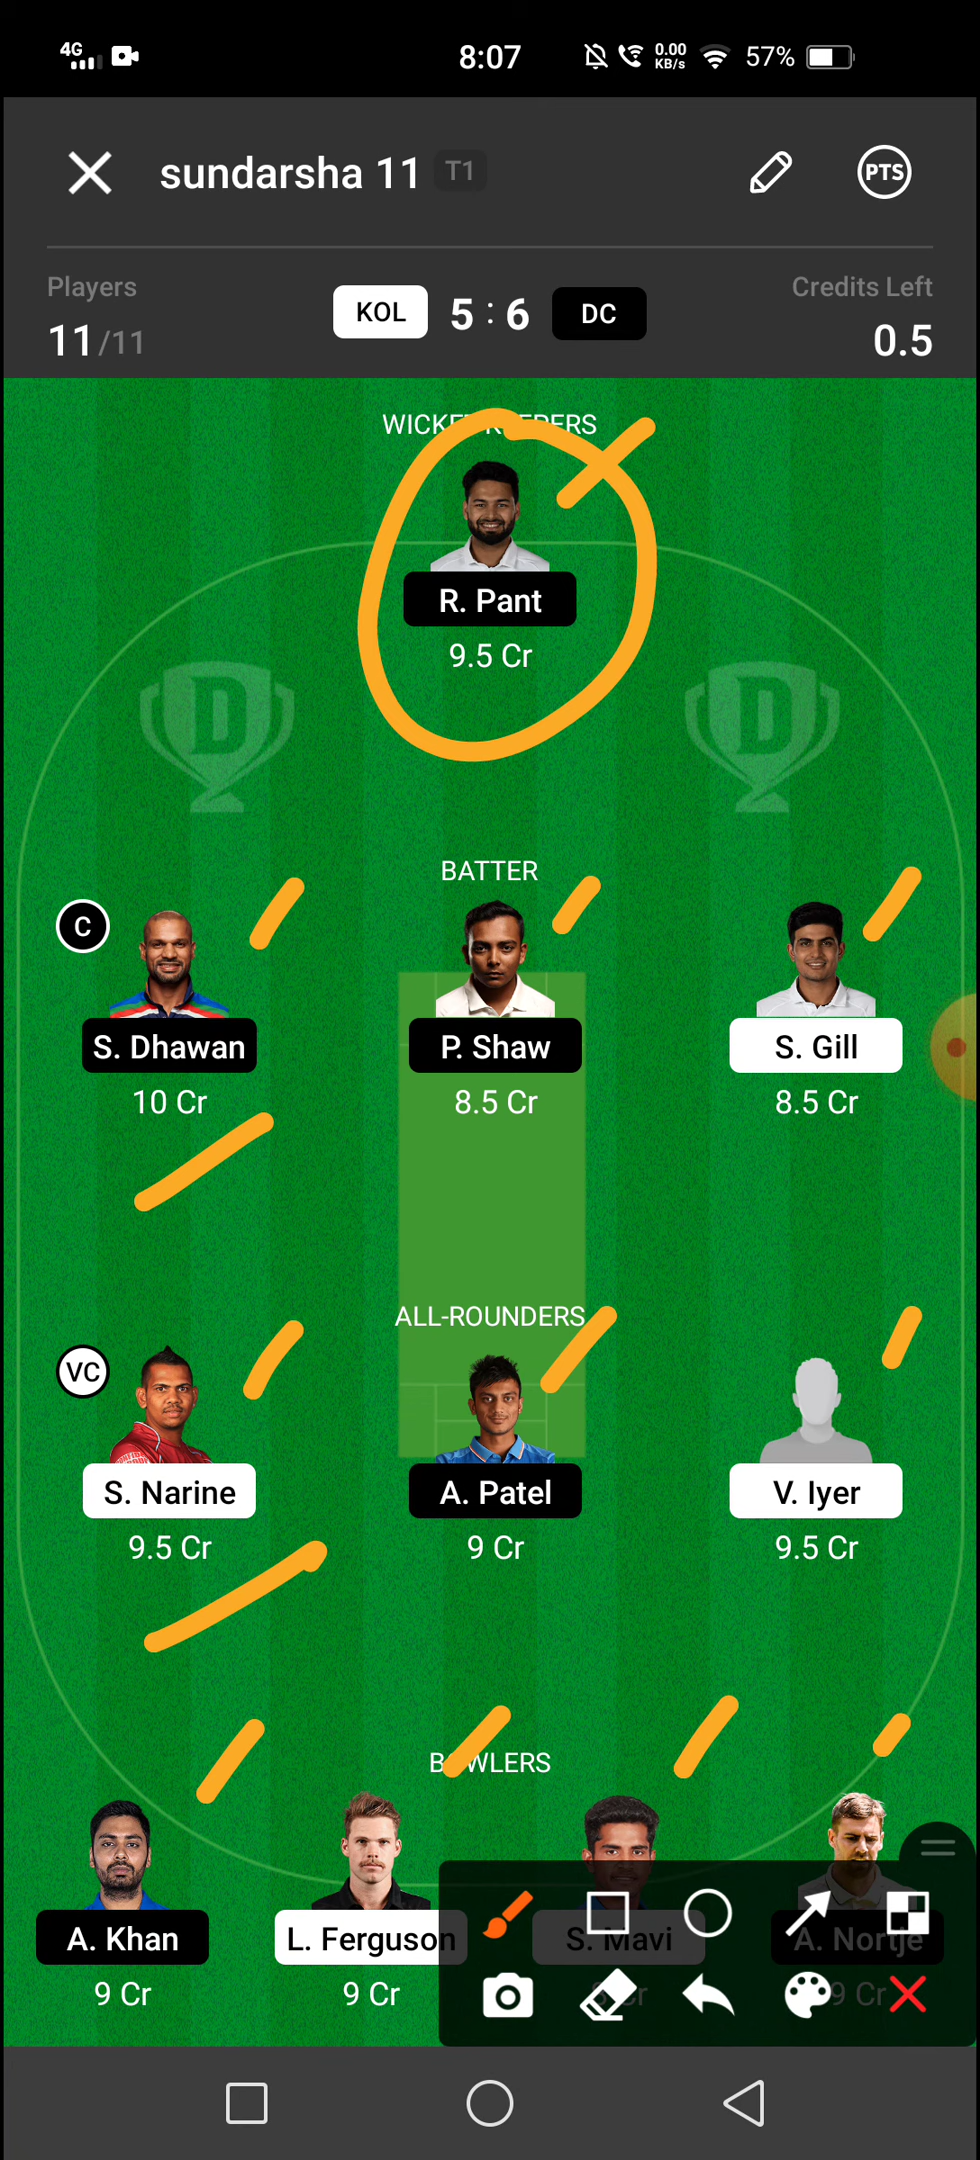 4G 8:07 0.00 KB/s 57%
sundarsha 11 T1 PTS
Players Credits Left
11/11 KOL 5 : 6 DC 0.5
WICKET KEEPERS
R. Pant
9.5 Cr
D D
BATTER
C
S. Dhawan P. Shaw S. Gill
10 Cr 8.5 Cr 8.5 Cr
ALL-ROUNDERS
VC
S. Narine A. Patel V. Iyer
9.5 Cr 9 Cr 9.5 Cr
BOWLERS
A. Khan L. Ferguson S. Mavi A. Nortje
9 Cr 9 Cr Cr 9 Cr